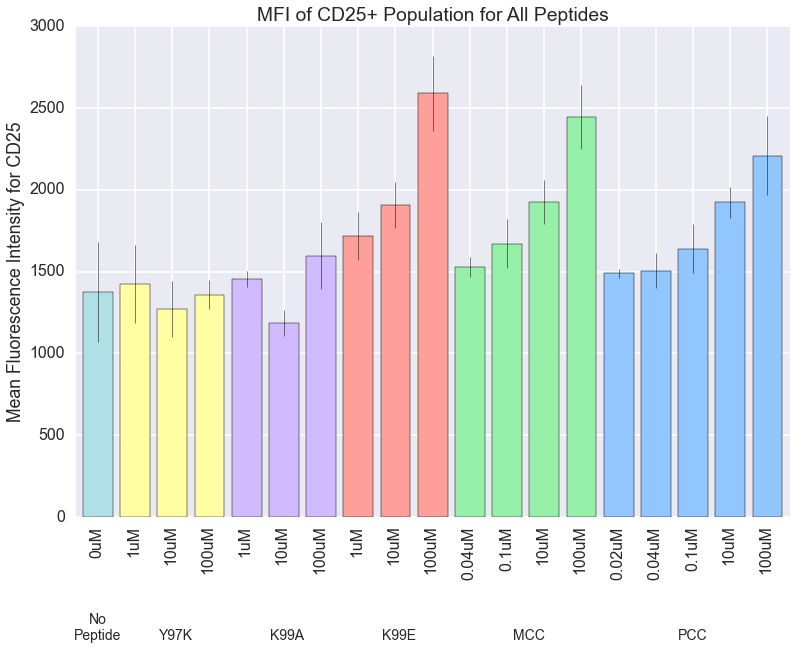 MFI of CD25+ Population for All Peptides
Mean Fluorescence Intensity for CD25
3000
2500
2000
1500
1000
500
0
0uM 1uM 10uM 100uM 1uM 10uM 100uM 1uM 10uM 100uM 0.04uM 0.1uM 10uM 100uM 0.02uM 0.04uM 0.1uM 10uM 100uM
No
Peptide Y97K K99A K99E MCC PCC